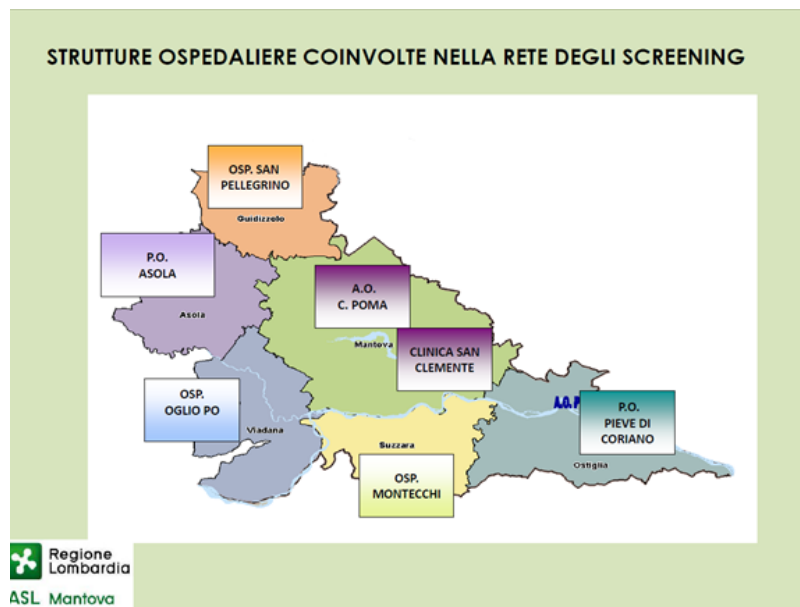 STRUTTURE OSPEDALIERE COINVOLTE NELLA RETE DEGLI SCREENING
OSP. SAN
PELLEGRINO
Guidizzolo
P.O.
ASOLA
Asola
A.O.
C. POMA
Mantova
CLINICA SAN
CLEMENTE
OSP.
OGLIO PO
Viadana
A.O. P
P.O.
PIEVE DI
CORIANO
Suzzara
Ostiglia
OSP.
MONTECCHI
Regione
Lombardia
ASL Mantova